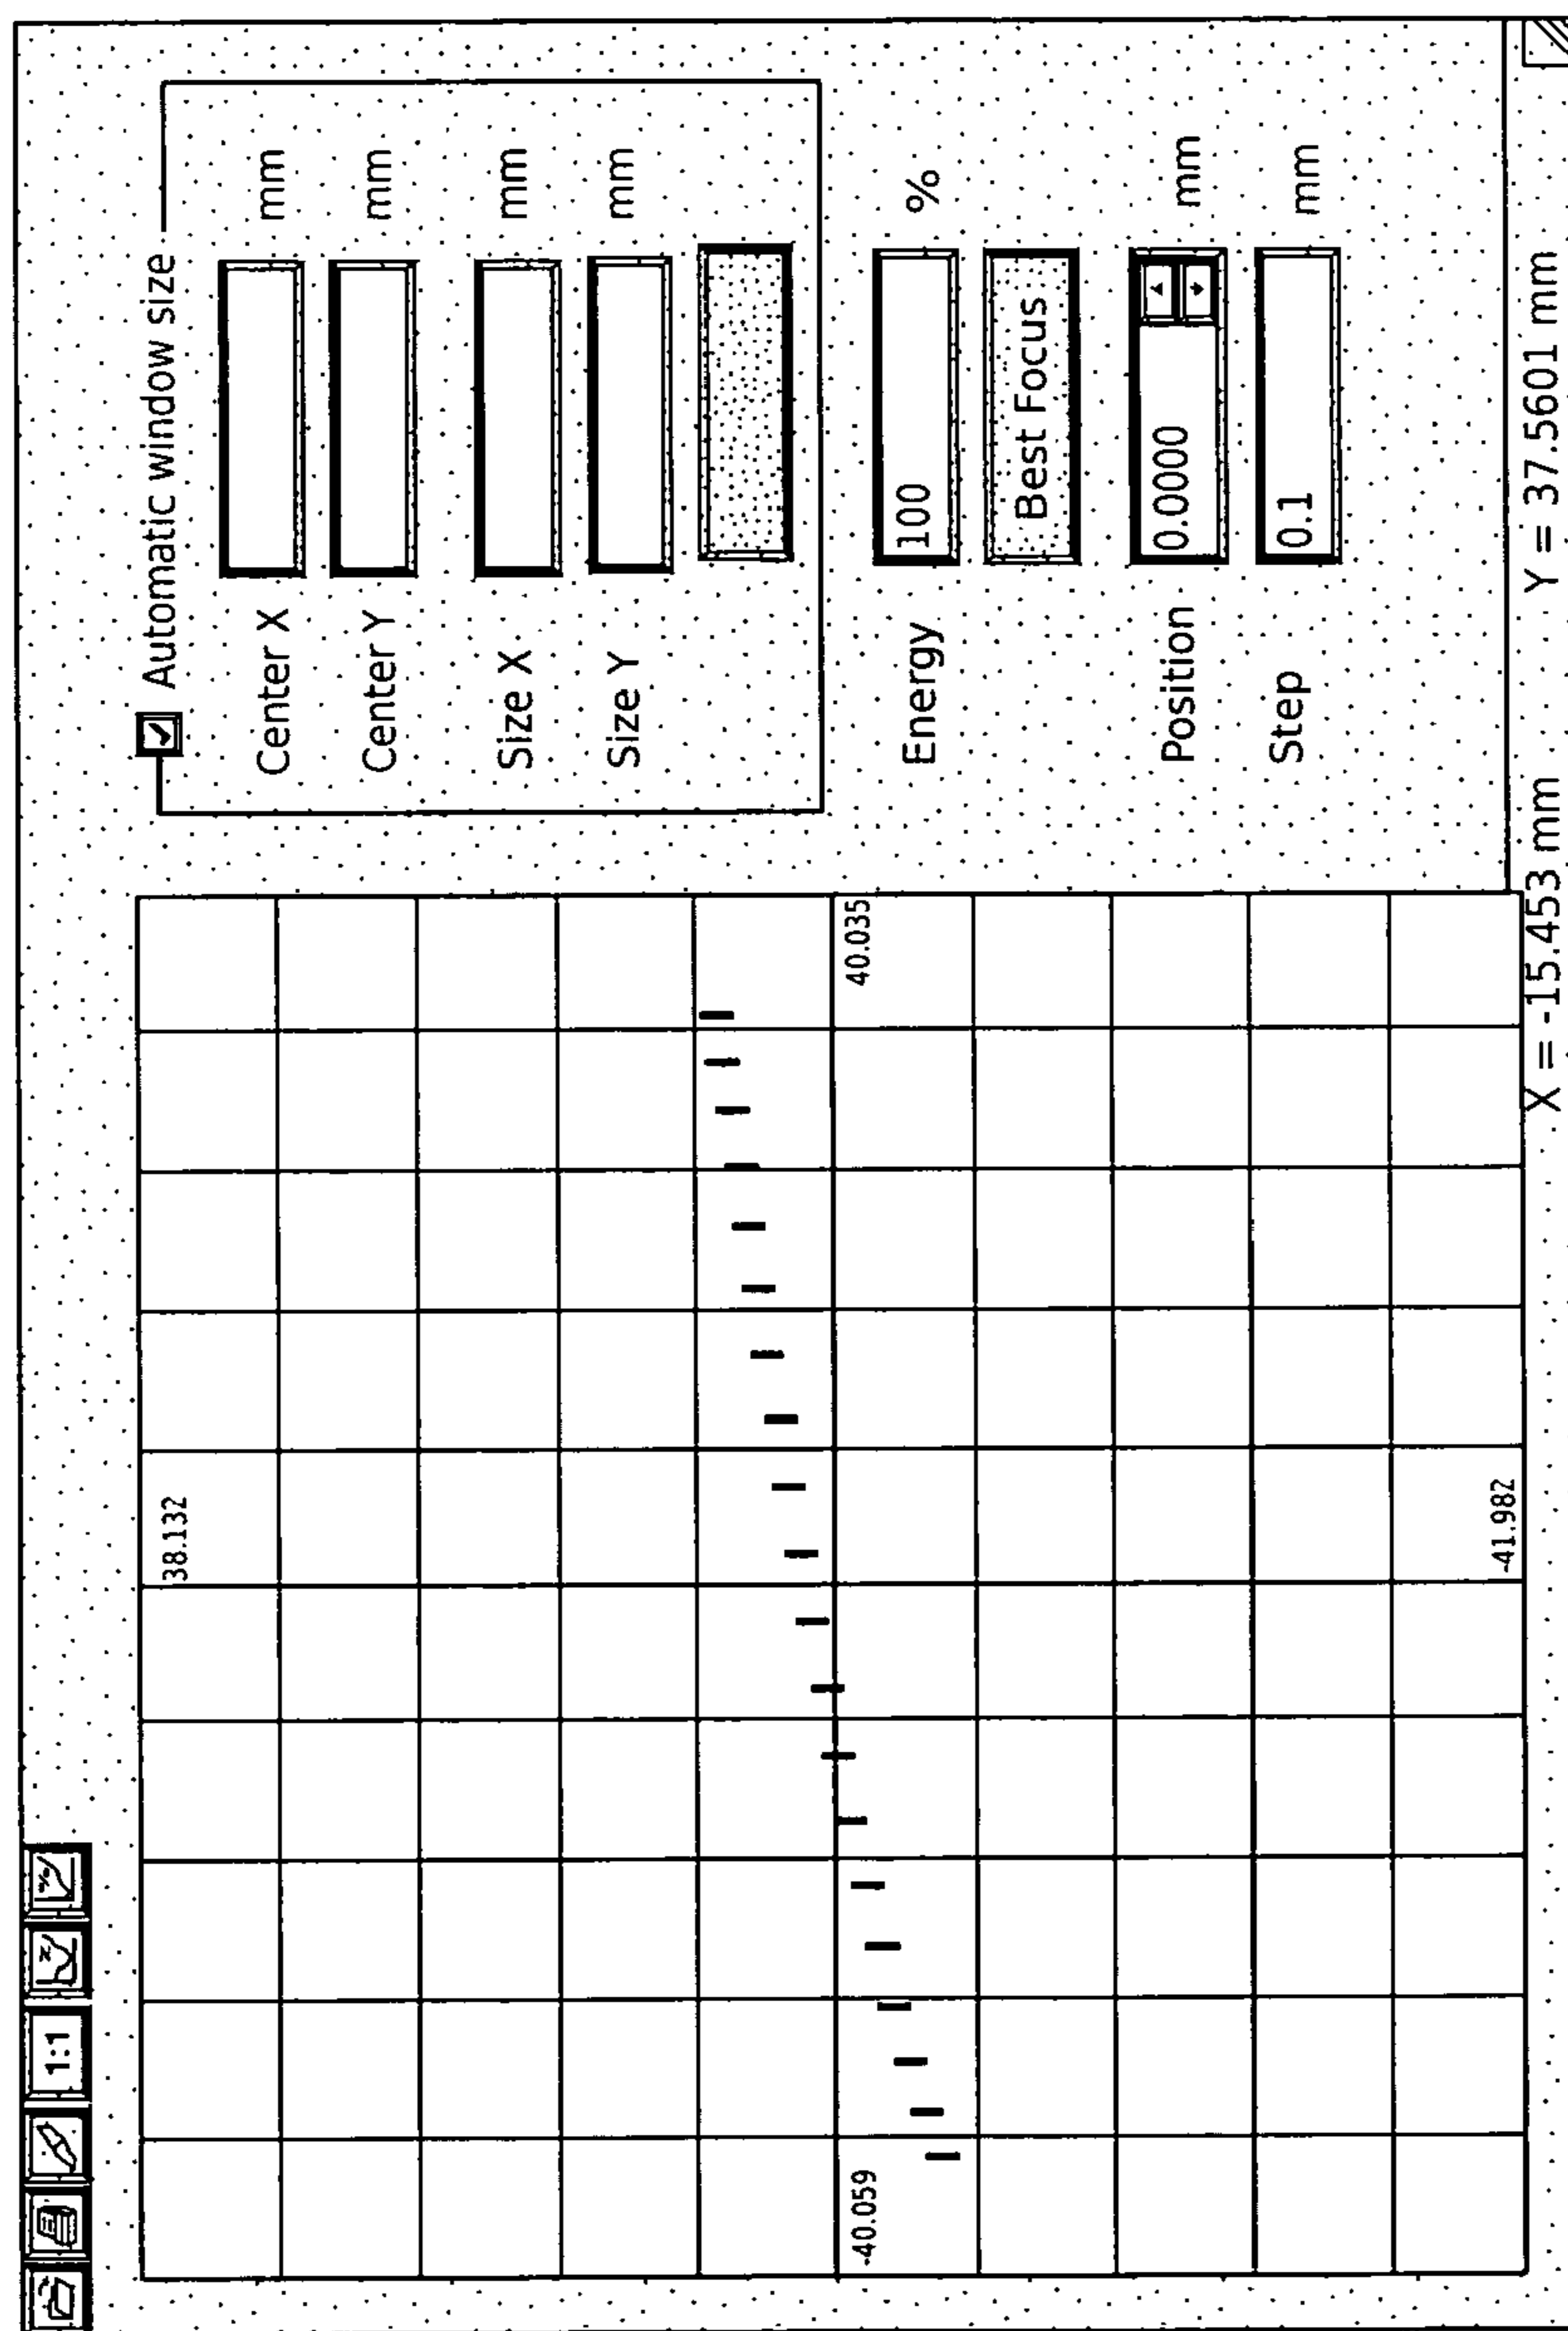 1:1
38.132
-40.059
40.035
-41.982
Automatic window size
Center X mm
Center Y mm
Size X mm
Size Y mm
Energy 100 %
Best Focus
Position 0.0000 mm
Step 0.1 mm
X = -15.453 mm Y = 37.5601 mm